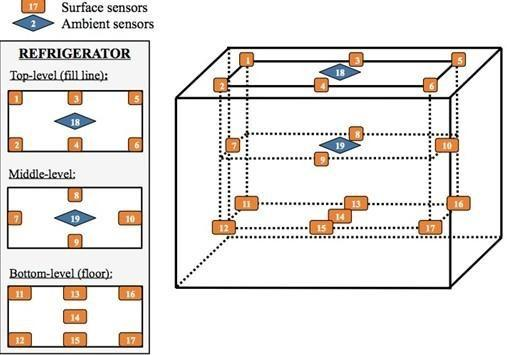 17 Surface sensors
2 Ambient sensors
REFRIGERATOR
Top-level (fill line):
1 3 5
18
2 4 6
Middle-level:
8
7 19 10
9
Bottom-level (floor):
11 13 16
14
12 15 17
1 3 5
18
2 4 6
8
7 19 10
9
11 13 16
14
12 15 17